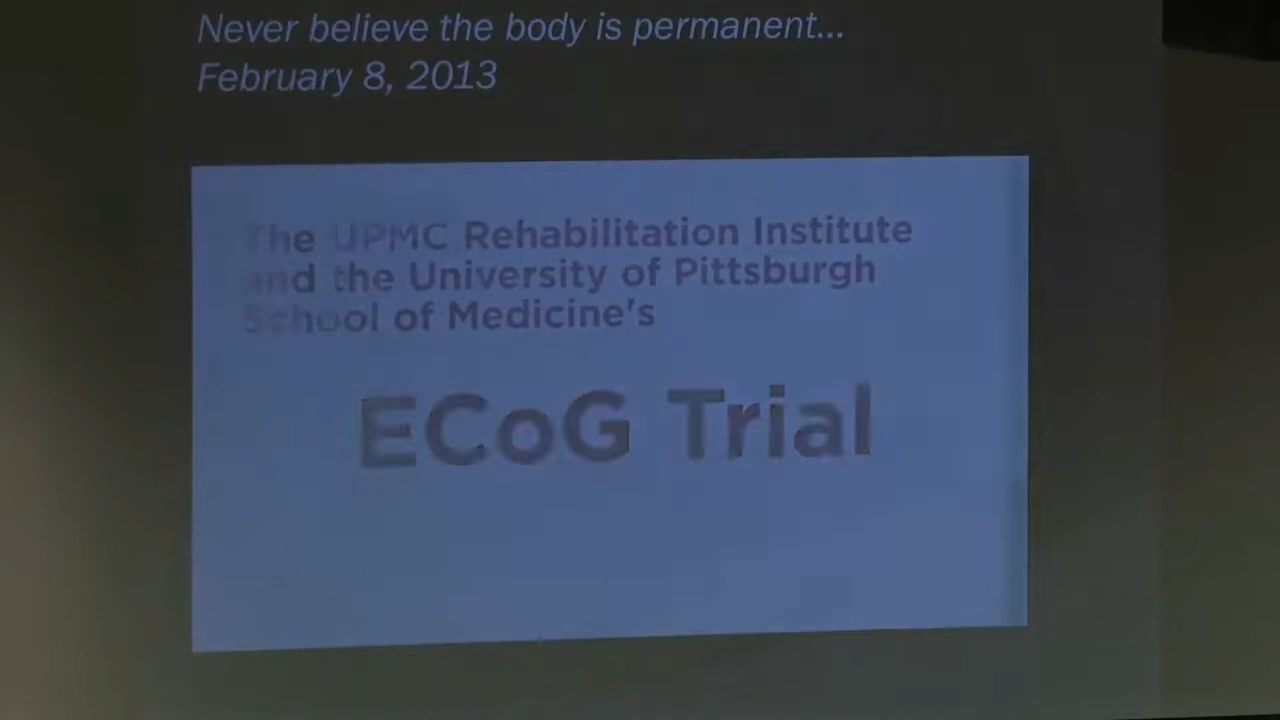 Never believe the body is permanent...
February 8, 2013
The UPMC Rehabilitation Institute
and the University of Pittsburgh
School of Medicine's
ECoG Trial